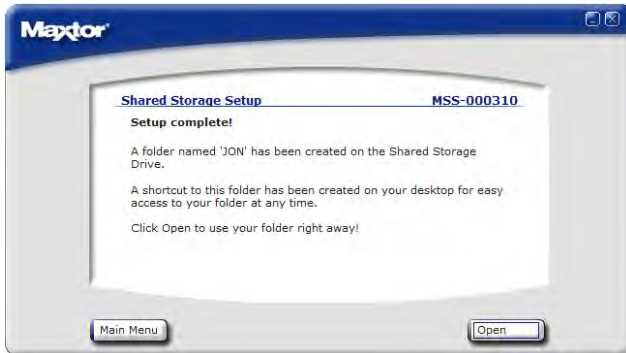 Maxtor
Shared Storage Setup MSS-000310
Setup complete!
A folder named 'JON' has been created on the Shared Storage
Drive.
A shortcut to this folder has been created on your desktop for easy
access to your folder at any time.
Click Open to use your folder right away!
Main Menu Open